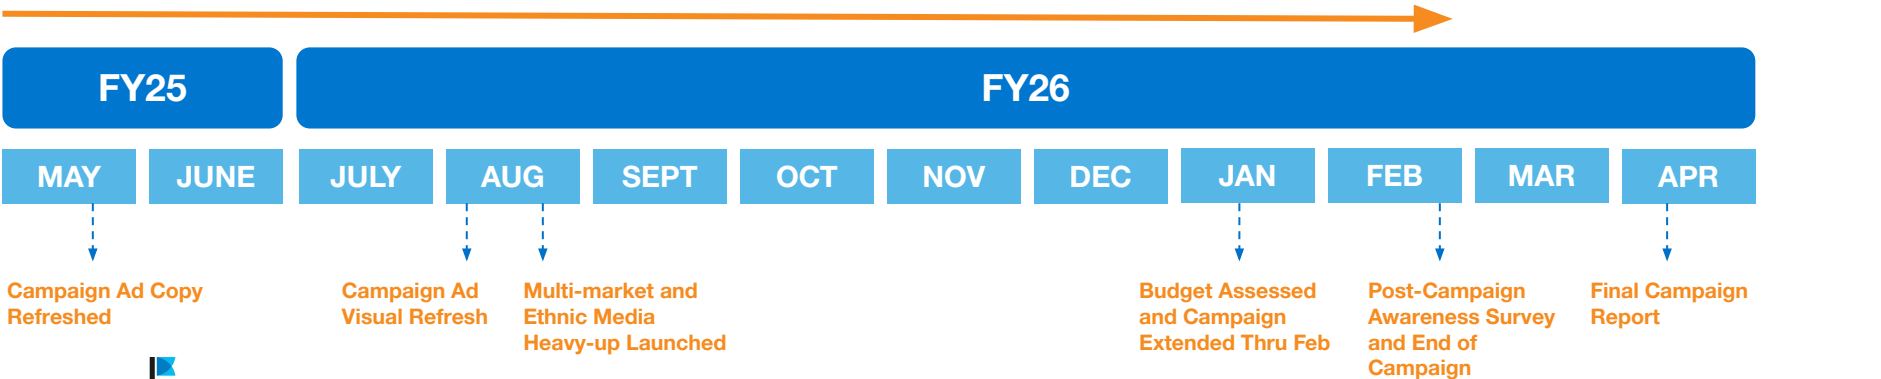 FY25
FY26
MAY
JUNE
JULY
AUG
SEPT
OCT
NOV
DEC
JAN
FEB
MAR
APR
Campaign Ad Copy
Refreshed
Campaign Ad
Visual Refresh
Multi-market and
Ethnic Media
Heavy-up Launched
Budget Assessed
and Campaign
Extended Thru Feb
Post-Campaign
Awareness Survey
and End of
Campaign
Final Campaign
Report